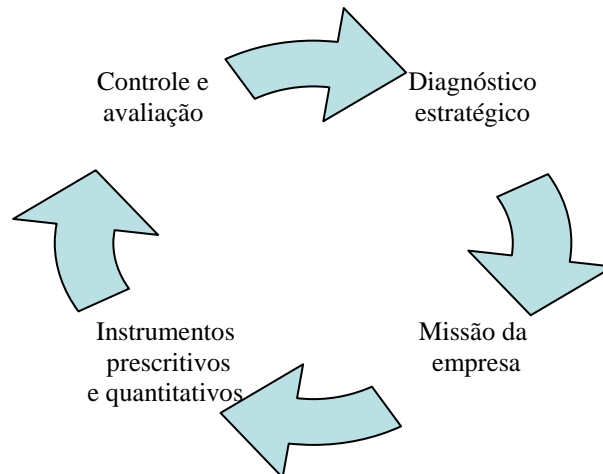 Controle e
avaliação
Diagnóstico
estratégico
Missão da
empresa
Instrumentos
prescritivos
e quantitativos